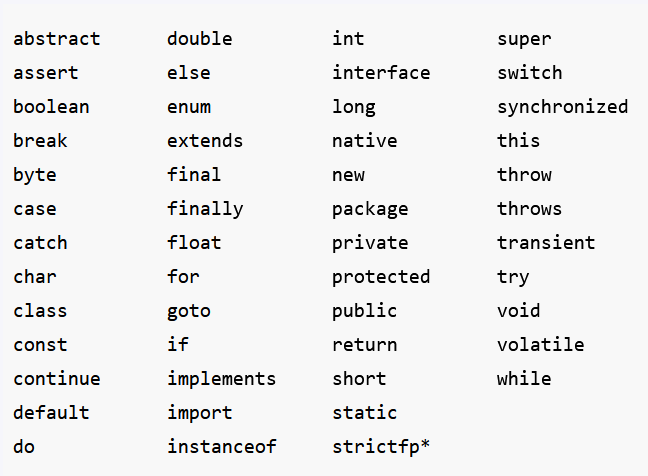 abstract double int super
assert else interface switch
boolean enum long synchronized
break extends native this
byte final new throw
case finally package throws
catch float private transient
char for protected try
class goto public void
const if return volatile
continue implements short while
default import static
do instanceof strictfp*